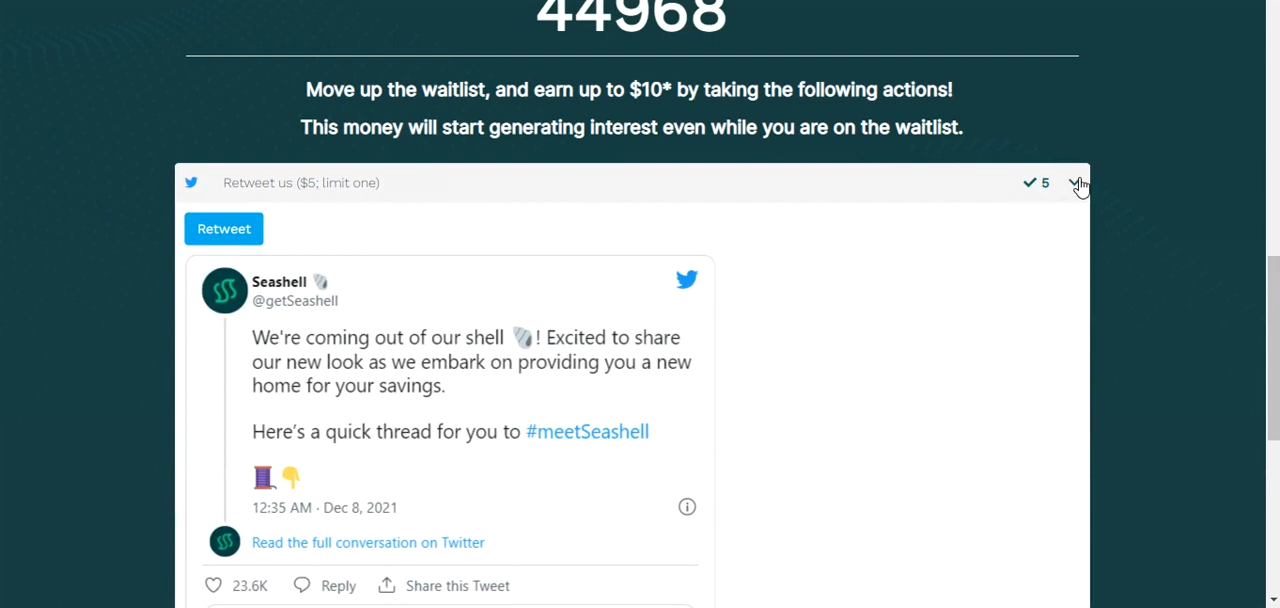 44968
Move up the waitlist, and earn up to $10* by taking the following actions!
This money will start generating interest even while you are on the waitlist.
Retweet us ($5; limit one) ✓ 5
Retweet
Seashell 🐚
@getSeashell
We're coming out of our shell 🐚! Excited to share
our new look as we embark on providing you a new
home for your savings.
Here's a quick thread for you to #meetSeashell
🧵👇
12:35 AM · Dec 8, 2021
Read the full conversation on Twitter
23.6K Reply Share this Tweet